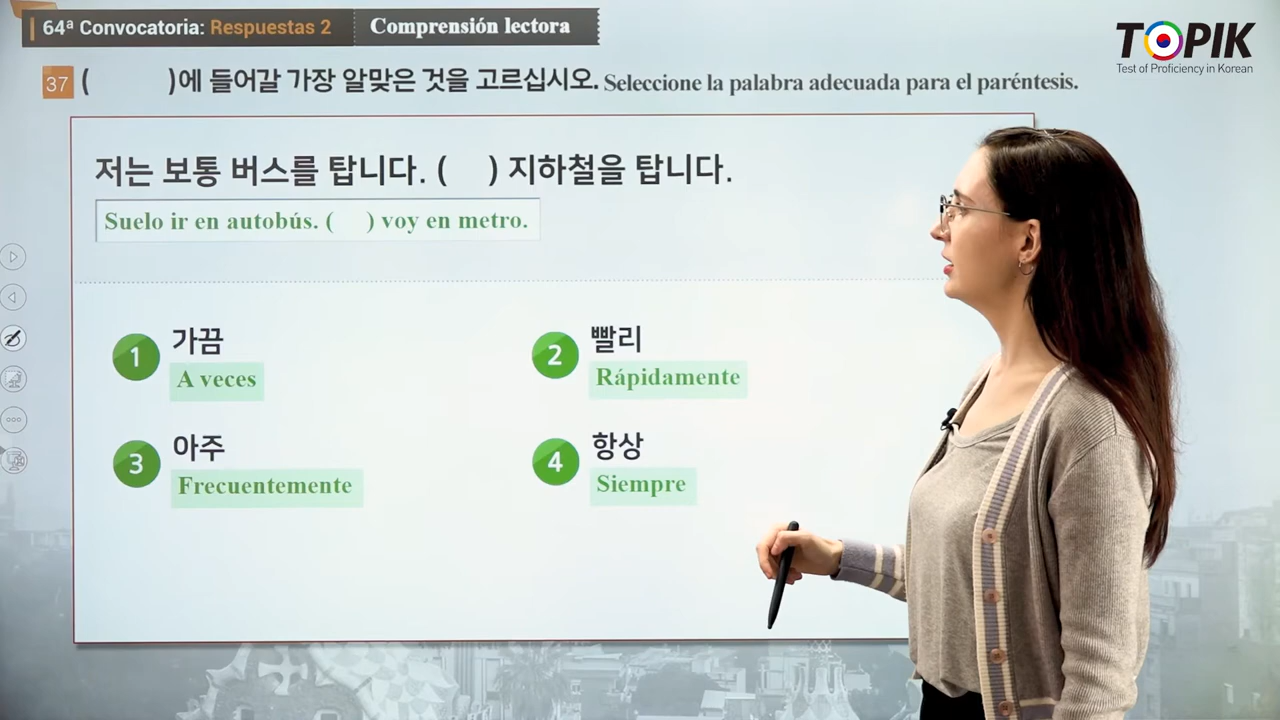 64ª Convocatoria: Respuestas 2 Comprensión lectora
TOPIK
Test of Proficiency in Korean
37 ( )에 들어갈 가장 알맞은 것을 고르십시오. Seleccione la palabra adecuada para el paréntesis.
저는 보통 버스를 탑니다. ( ) 지하철을 탑니다.
Suelo ir en autobús. ( ) voy en metro.
1 가끔
A veces
2 빨리
Rápidamente
3 아주
Frecuentemente
4 항상
Siempre